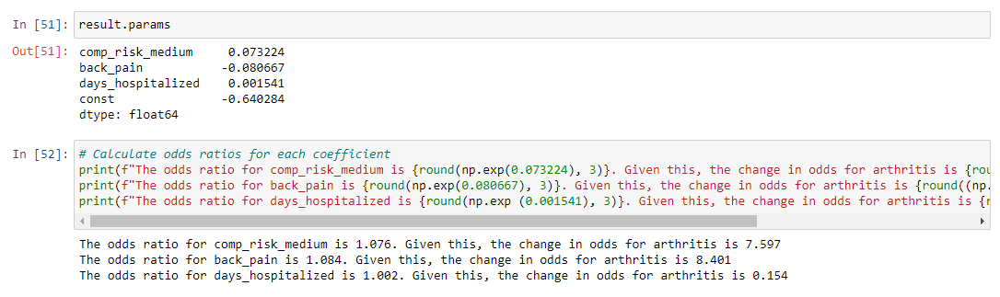 In [51]: result.params
Out[51]: comp_risk_medium 0.073224
back_pain -0.080667
days_hospitalized 0.001541
const -0.640284
dtype: float64
In [52]: # Calculate odds ratios for each coefficient
print(f"The odds ratio for comp_risk_medium is {round(np.exp(0.073224), 3)}. Given this, the change in odds for arthritis is {rou
print(f"The odds ratio for back_pain is {round(np.exp(0.080667), 3)}. Given this, the change in odds for arthritis is {round((np.
print(f"The odds ratio for days_hospitalized is {round(np.exp (0.001541), 3)}. Given this, the change in odds for arthritis is {r
The odds ratio for comp_risk_medium is 1.076. Given this, the change in odds for arthritis is 7.597
The odds ratio for back_pain is 1.084. Given this, the change in odds for arthritis is 8.401
The odds ratio for days_hospitalized is 1.002. Given this, the change in odds for arthritis is 0.154